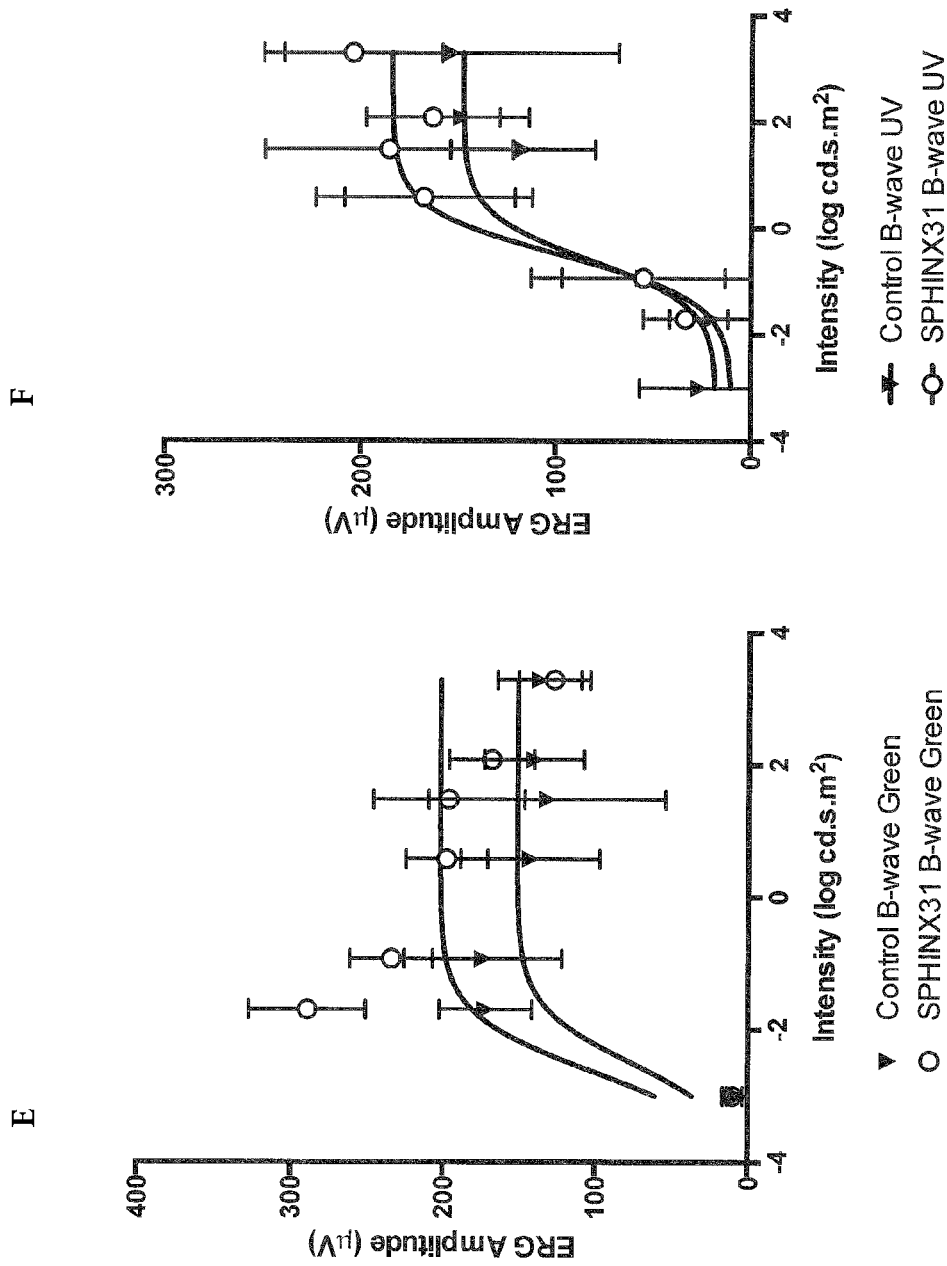 E
400
300
200
100
0
ERG Amplitude (µV)
-4
-2
0
2
4
Intensity (log cd.s.m²)
Control B-wave Green
SPHINX31 B-wave Green
F
300
200
100
0
ERG Amplitude (µV)
-4
-2
0
2
4
Intensity (log cd.s.m²)
Control B-wave UV
SPHINX31 B-wave UV